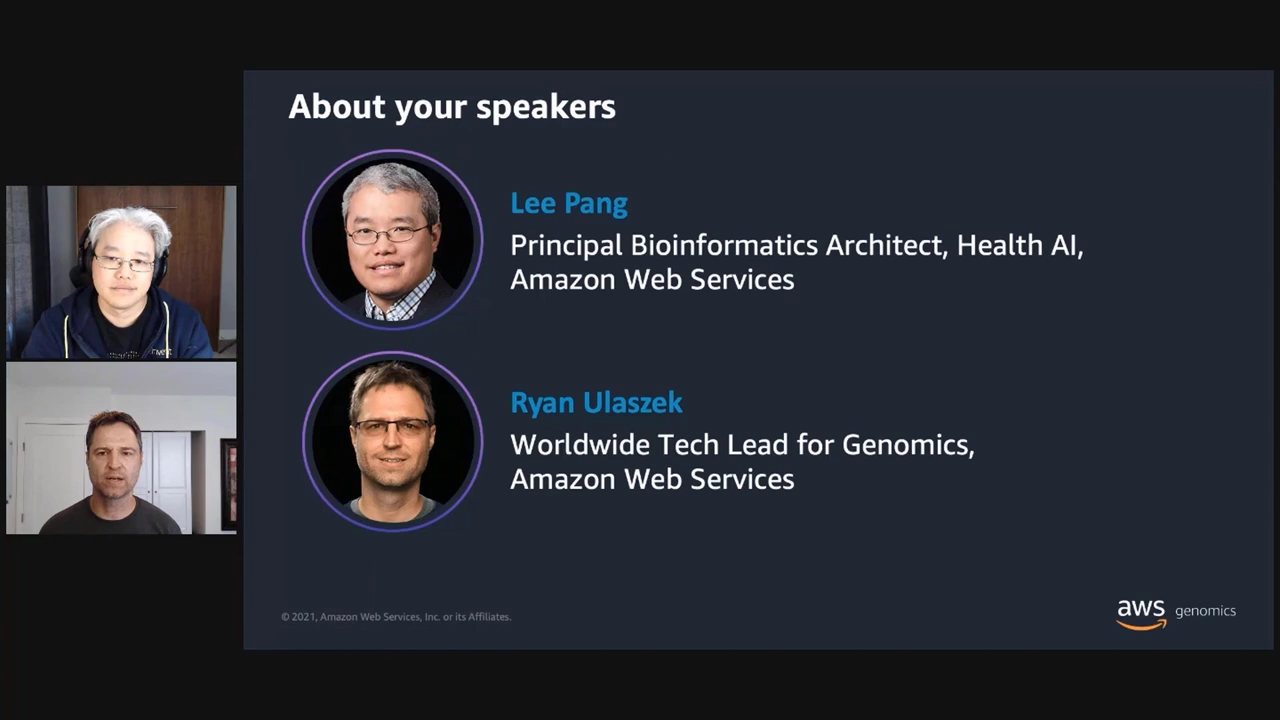 About your speakers
Lee Pang
Principal Bioinformatics Architect, Health AI,
Amazon Web Services
Ryan Ulaszek
Worldwide Tech Lead for Genomics,
Amazon Web Services
© 2021, Amazon Web Services, Inc. or its Affiliates.
aws genomics